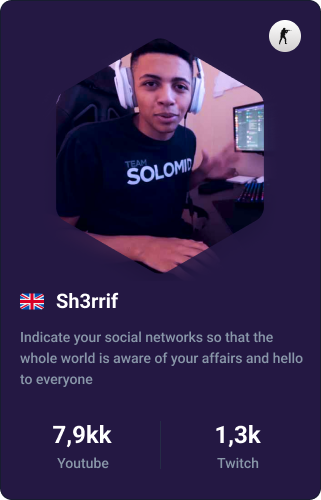 TEAM
SOLOMID
Sh3rrif
Indicate your social networks so that the
whole world is aware of your affairs and hello
to everyone
7,9kk
1,3k
Youtube
Twitch